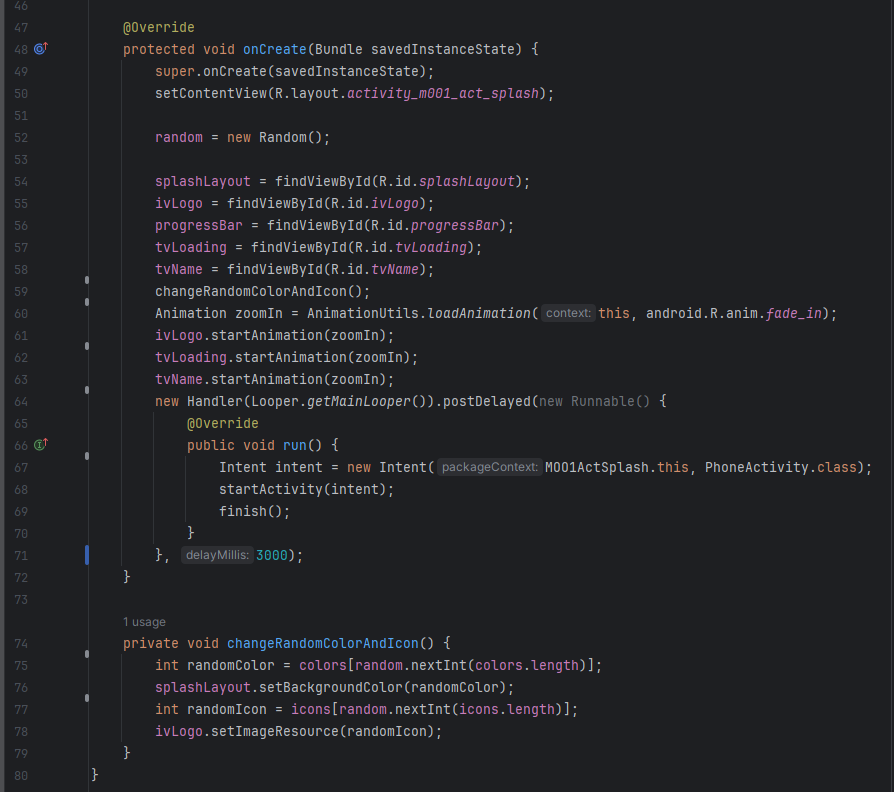 46
47 @Override
48 protected void onCreate(Bundle savedInstanceState) {
49 super.onCreate(savedInstanceState);
50 setContentView(R.layout.activity_m001_act_splash);
51
52 random = new Random();
53
54 splashLayout = findViewById(R.id.splashLayout);
55 ivLogo = findViewById(R.id.ivLogo);
56 progressBar = findViewById(R.id.progressBar);
57 tvLoading = findViewById(R.id.tvLoading);
58 tvName = findViewById(R.id.tvName);
59 changeRandomColorAndIcon();
60 Animation zoomIn = AnimationUtils.loadAnimation( context: this, android.R.anim.fade_in);
61 ivLogo.startAnimation(zoomIn);
62 tvLoading.startAnimation(zoomIn);
63 tvName.startAnimation(zoomIn);
64 new Handler(Looper.getMainLooper()).postDelayed(new Runnable() {
65 @Override
66 public void run() {
67 Intent intent = new Intent( packageContext: M001ActSplash.this, PhoneActivity.class);
68 startActivity(intent);
69 finish();
70 }
71 }, delayMillis: 3000);
72 }
73
1 usage
74 private void changeRandomColorAndIcon() {
75 int randomColor = colors[random.nextInt(colors.length)];
76 splashLayout.setBackgroundColor(randomColor);
77 int randomIcon = icons[random.nextInt(icons.length)];
78 ivLogo.setImageResource(randomIcon);
79 }
80 }